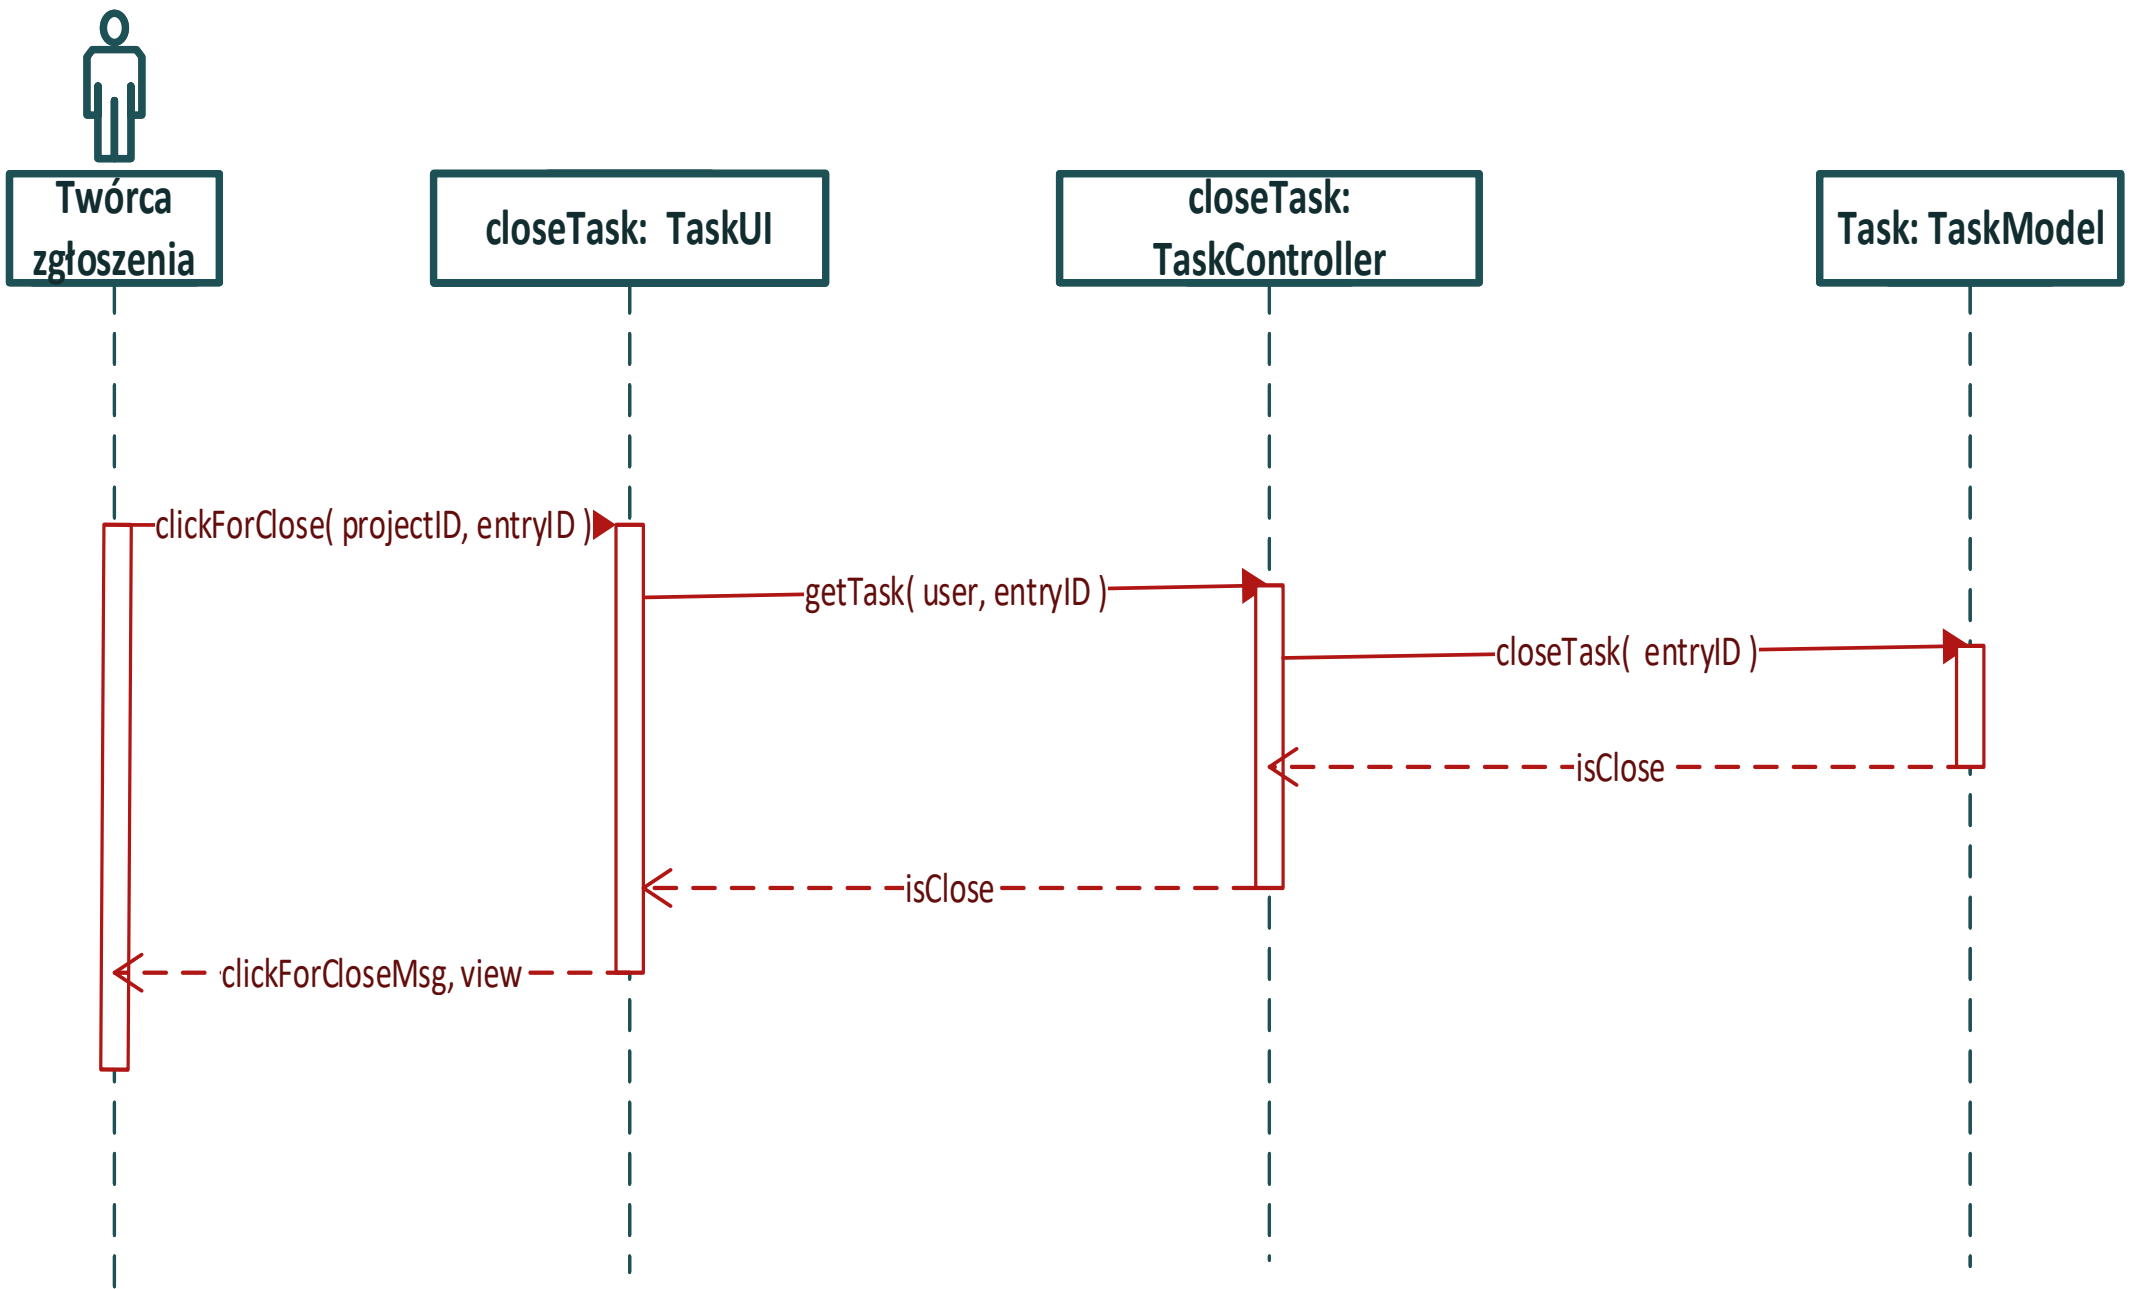 Twórca
zgłoszenia
closeTask: TaskUI
closeTask:
TaskController
Task: TaskModel
clickForClose( projectID, entryID )
getTask( user, entryID )
closeTask( entryID )
isClose
isClose
clickForCloseMsg, view